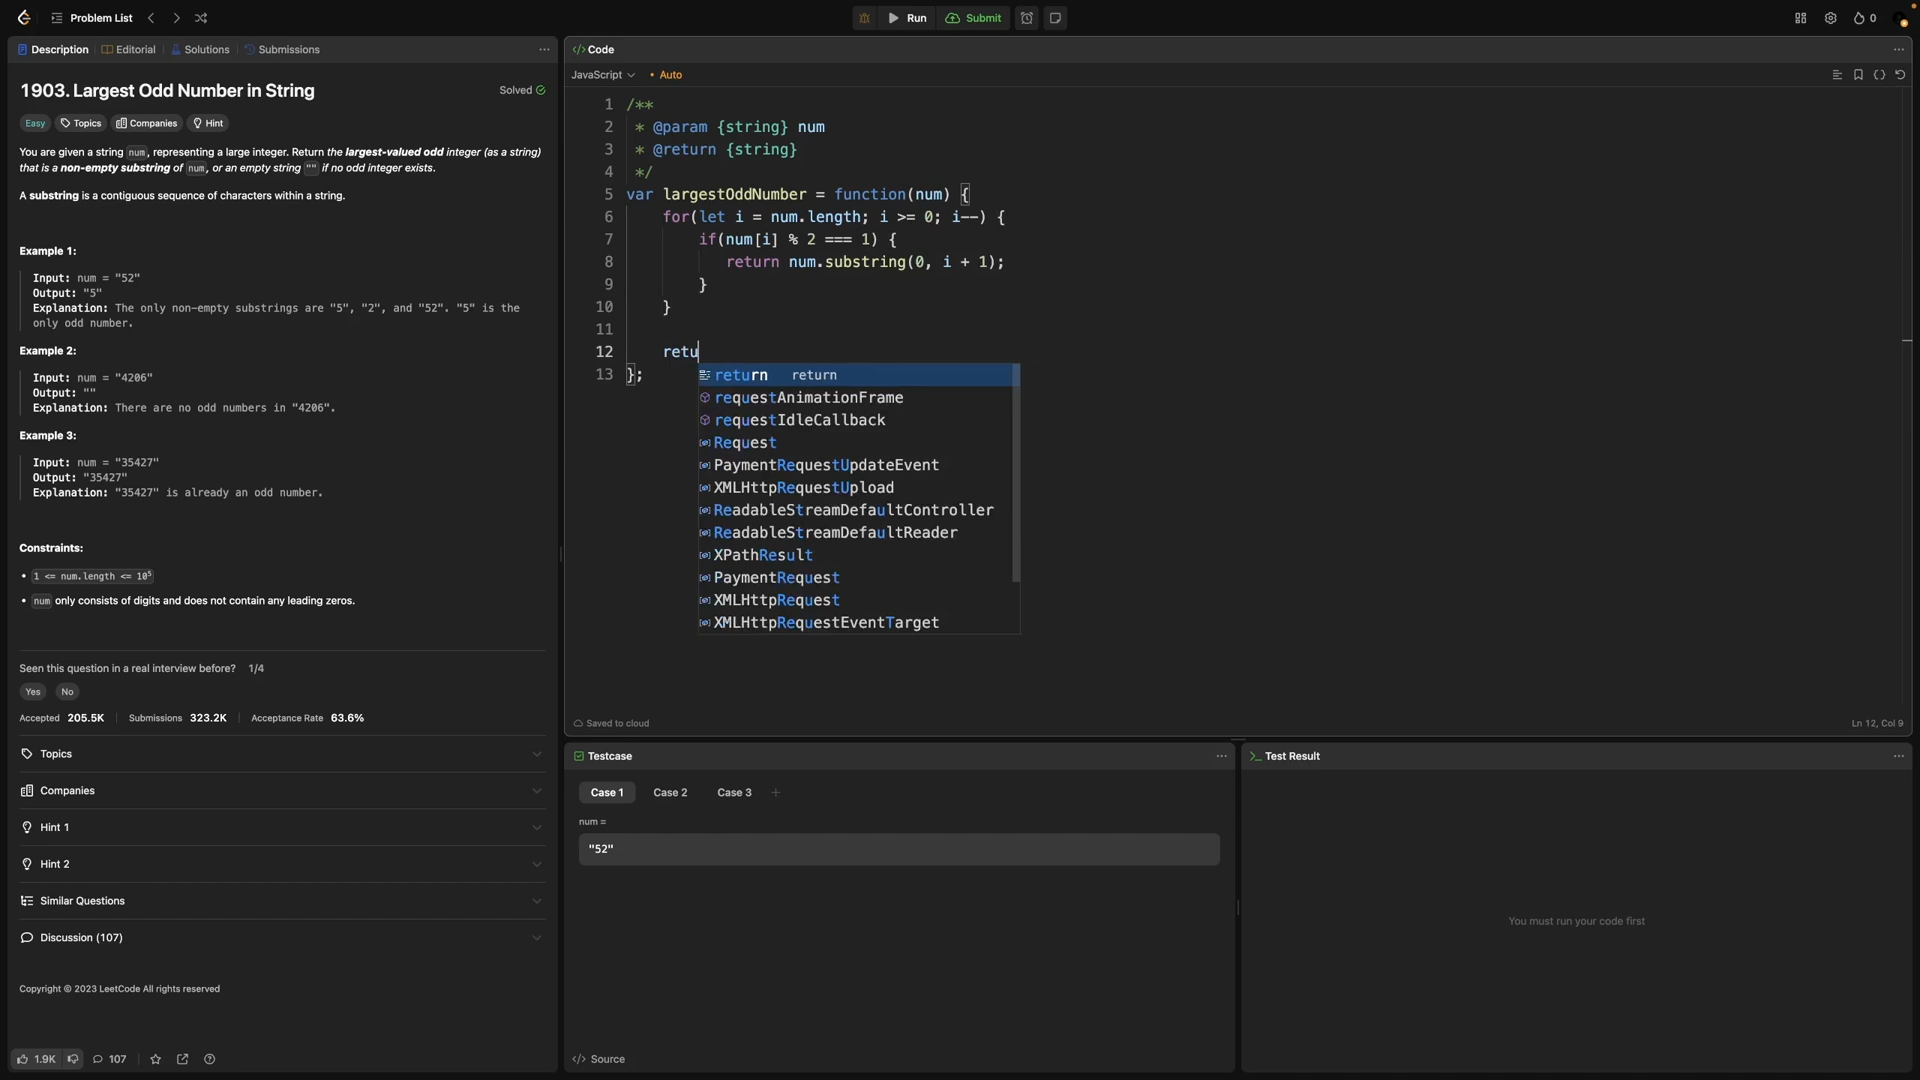 Problem List
Run
Submit
0
Description
Editorial
Solutions
Submissions
1903. Largest Odd Number in String
Solved
Easy
Topics
Companies
Hint
You are given a string num, representing a large integer. Return the largest-valued odd integer (as a string)
that is a non-empty substring of num, or an empty string "" if no odd integer exists.
A substring is a contiguous sequence of characters within a string.
Example 1:
Input: num = "52"
Output: "5"
Explanation: The only non-empty substrings are "5", "2", and "52". "5" is the
only odd number.
Example 2:
Input: num = "4206"
Output: ""
Explanation: There are no odd numbers in "4206".
Example 3:
Input: num = "35427"
Output: "35427"
Explanation: "35427" is already an odd number.
Constraints:
• 1 <= num.length <= 10⁵
• num only consists of digits and does not contain any leading zeros.
Seen this question in a real interview before? 1/4
Yes
No
Accepted 205.5K
Submissions 323.2K
Acceptance Rate 63.6%
Topics
Companies
Hint 1
Hint 2
Similar Questions
Discussion (107)
Copyright © 2023 LeetCode All rights reserved
1.9K
107
</> Code
JavaScript
• Auto
1 /**
2 * @param {string} num
3 * @return {string}
4 */
5 var largestOddNumber = function(num) {
6 for(let i = num.length; i >= 0; i--) {
7 if(num[i] % 2 === 1) {
8 return num.substring(0, i + 1);
9 }
10 }
11
12 retu
13 };
return return
requestAnimationFrame
requestIdleCallback
Request
PaymentRequestUpdateEvent
XMLHttpRequestUpload
ReadableStreamDefaultController
ReadableStreamDefaultReader
XPathResult
PaymentRequest
XMLHttpRequest
XMLHttpRequestEventTarget
Saved to cloud
Ln 12, Col 9
Testcase
Case 1
Case 2
Case 3
+
num =
"52"
</> Source
Test Result
You must run your code first